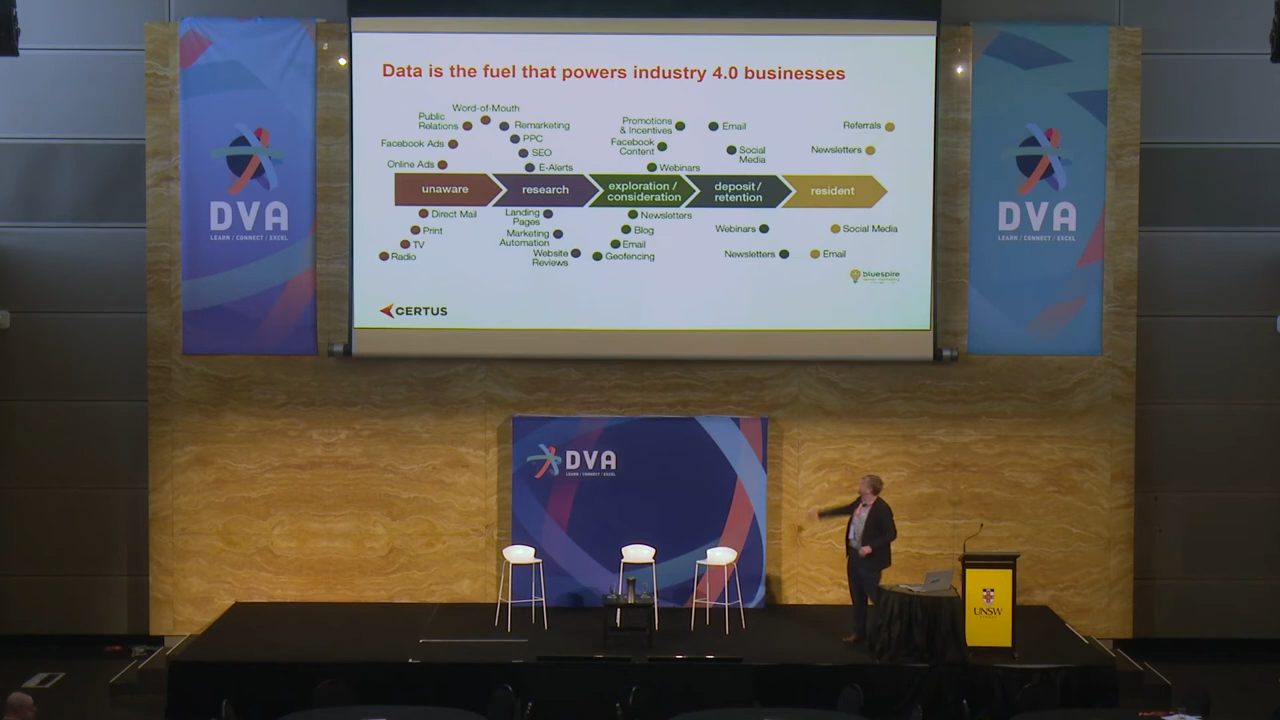 Data is the fuel that powers industry 4.0 businesses
Word-of-Mouth
Public
Relations
Remarketing
Facebook Ads
PPC
SEO
Online Ads
E-Alerts
Promotions
& Incentives
Facebook
Content
Webinars
Email
Social
Media
Referrals
Newsletters
unaware
research
exploration /
consideration
deposit /
retention
resident
Direct Mail
Print
TV
Radio
Landing
Pages
Marketing
Automation
Website
Reviews
Newsletters
Blog
Email
Geofencing
Webinars
Newsletters
Social Media
Email
bluespire
CERTUS
DVA
LEARN / CONNECT / EXCEL
DVA
LEARN / CONNECT / EXCEL
DVA
LEARN / CONNECT / EXCEL
UNSW